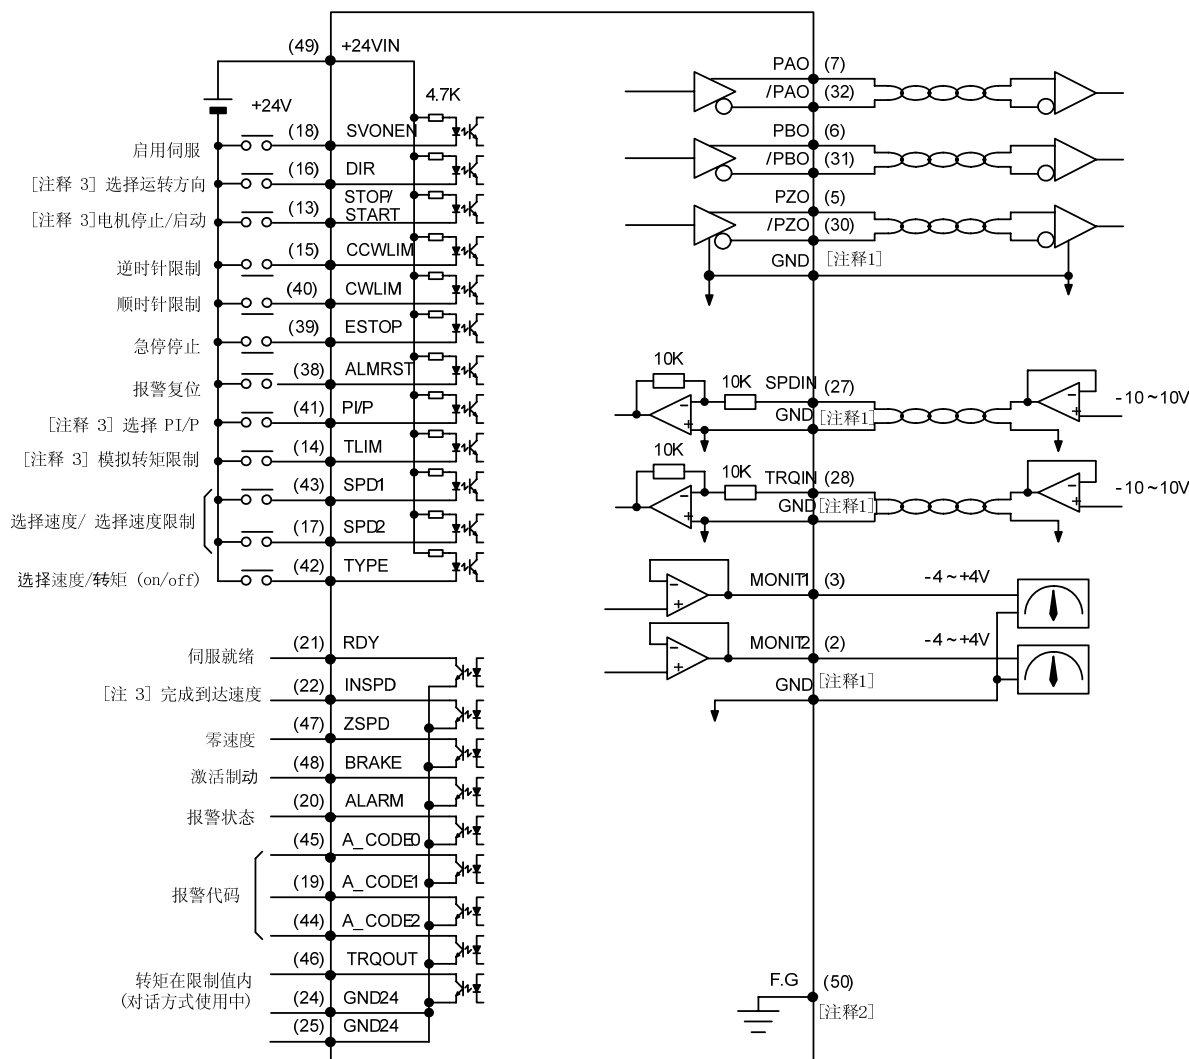 (49) +24VIN
+24V
4.7K
启用伺服 (18) SVONEN
[注释 3] 选择运转方向 (16) DIR
[注释 3]电机停止/启动 (13) STOP/
START
逆时针限制 (15) CCWLIM
顺时针限制 (40) CWLIM
急停停止 (39) ESTOP
报警复位 (38) ALMRST
[注释 3] 选择 PI/P (41) PI/P
[注释 3] 模拟转矩限制 (14) TLIM
(43) SPD1
选择速度/ 选择速度限制
(17) SPD2
选择速度/转矩 (on/off) (42) TYPE
伺服就绪 (21) RDY
[注 3] 完成到达速度 (22) INSPD
零速度 (47) ZSPD
激活制动 (48) BRAKE
报警状态 (20) ALARM
(45) A_CODE0
报警代码 (19) A_CODE1
(44) A_CODE2
(46) TRQOUT
转矩在限制值内
(对话方式使用中) (24) GND24
(25) GND24
PAO (7)
/PAO (32)
PBO (6)
/PBO (31)
PZO (5)
/PZO (30)
GND [注释1]
10K
10K SPDIN (27)
GND [注释1]
-10~10V
10K
10K TRQIN (28)
GND [注释1]
-10~10V
MONIT1 (3) -4~+4V
MONIT2 (2) -4~+4V
GND [注释1]
F.G (50)
[注释2]